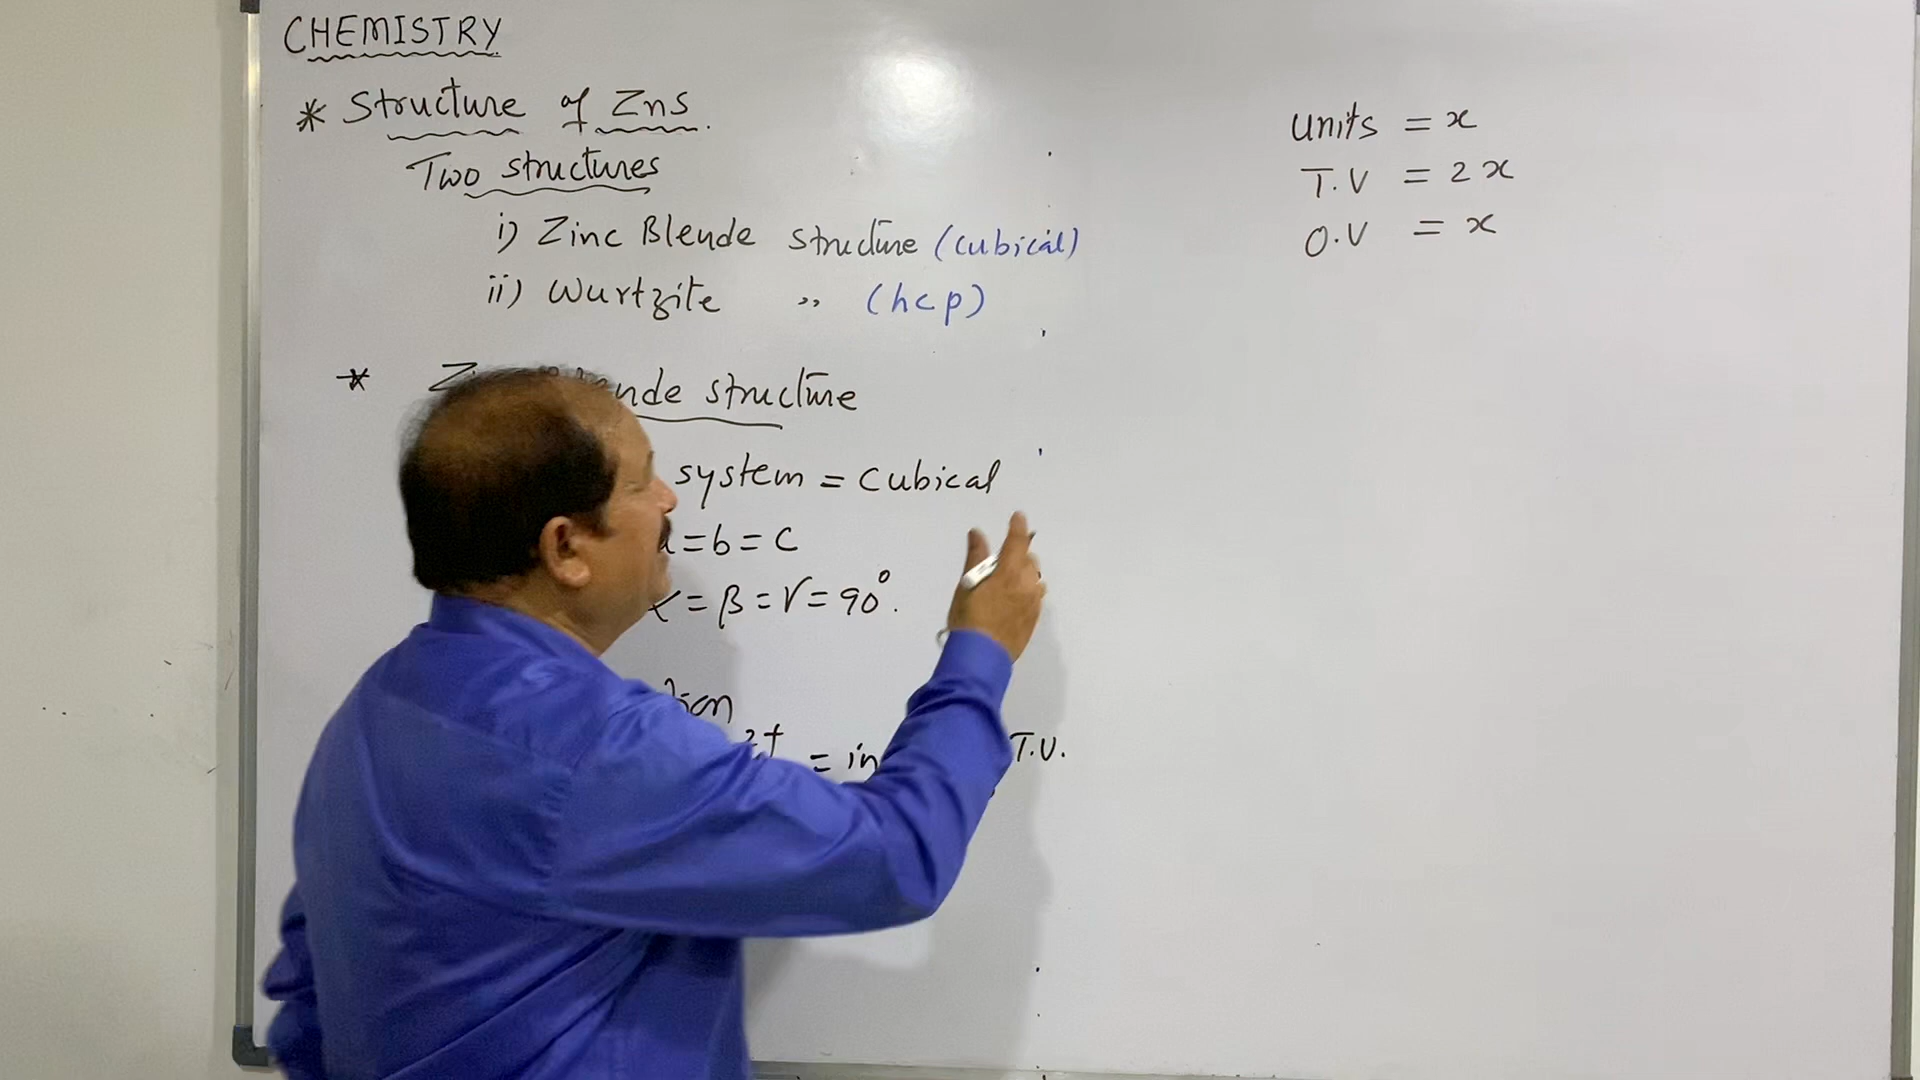 CHEMISTRY
* Structure of ZnS.
Two structures
i) Zinc Blende structure (cubical)
ii) Wurtzite ,, (hcp)
* structure
system = cubical
=b=c
=β=γ=90°.
= in T.V.
units = x
T.V = 2x
O.V = x